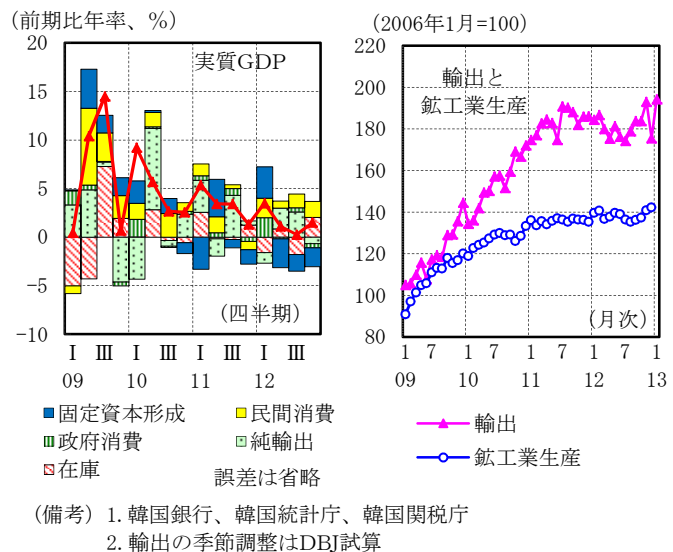 (前期比年率、%)
20
15
10
5
0
−5
−10
実質GDP
(四半期)
Ⅰ Ⅲ Ⅰ Ⅲ Ⅰ Ⅲ Ⅰ Ⅲ
09 10 11 12
固定資本形成 民間消費
政府消費 純輸出
在庫 誤差は省略
(2006年1月=100)
220
200
180
160
140
120
100
80
輸出と
鉱工業生産
(月次)
1 7 1 7 1 7 1 7 1
09 10 11 12 13
輸出
鉱工業生産
(備考) 1. 韓国銀行、韓国統計庁、韓国関税庁
2. 輸出の季節調整はDBJ試算